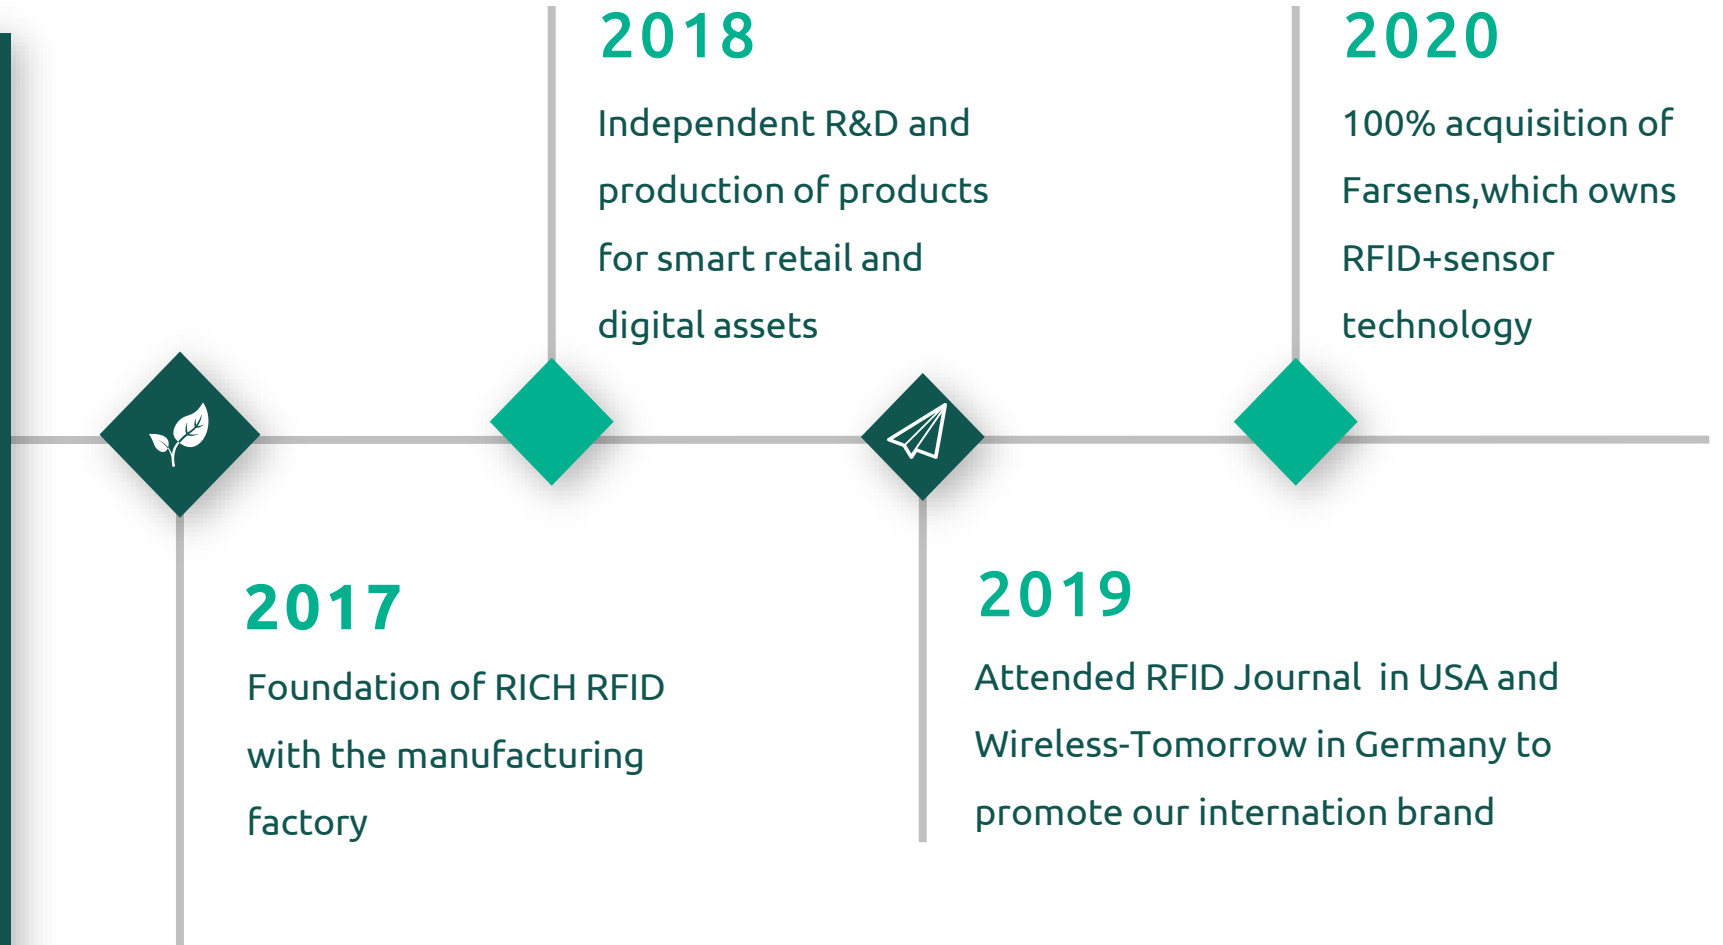 2018
Independent R&D and
production of products
for smart retail and
digital assets
2020
100% acquisition of
Farsens,which owns
RFID+sensor
technology
2017
Foundation of RICH RFID
with the manufacturing
factory
2019
Attended RFID Journal  in USA and
Wireless-Tomorrow in Germany to
promote our internation brand